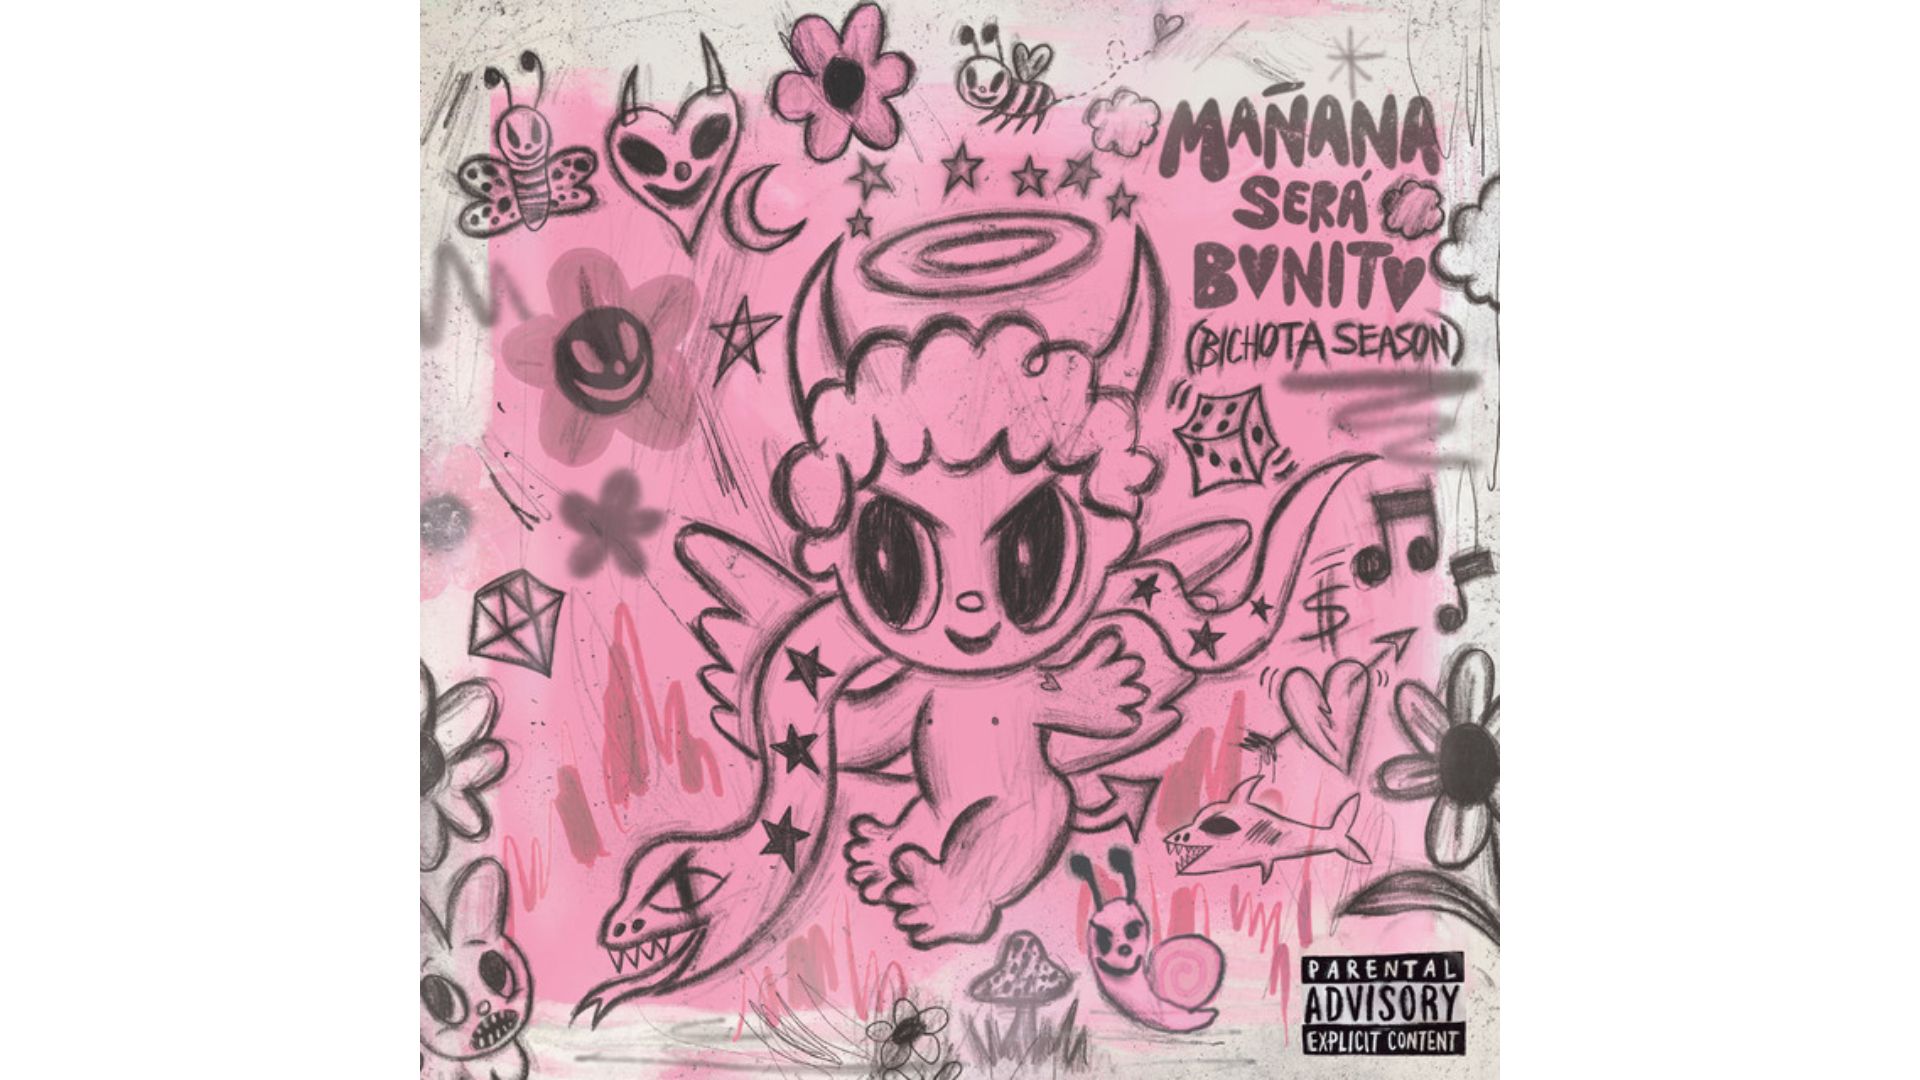 MAÑANA
SERÁ
BONITO
(BICHOTA SEASON)
$
PARENTAL
ADVISORY
EXPLICIT CONTENT